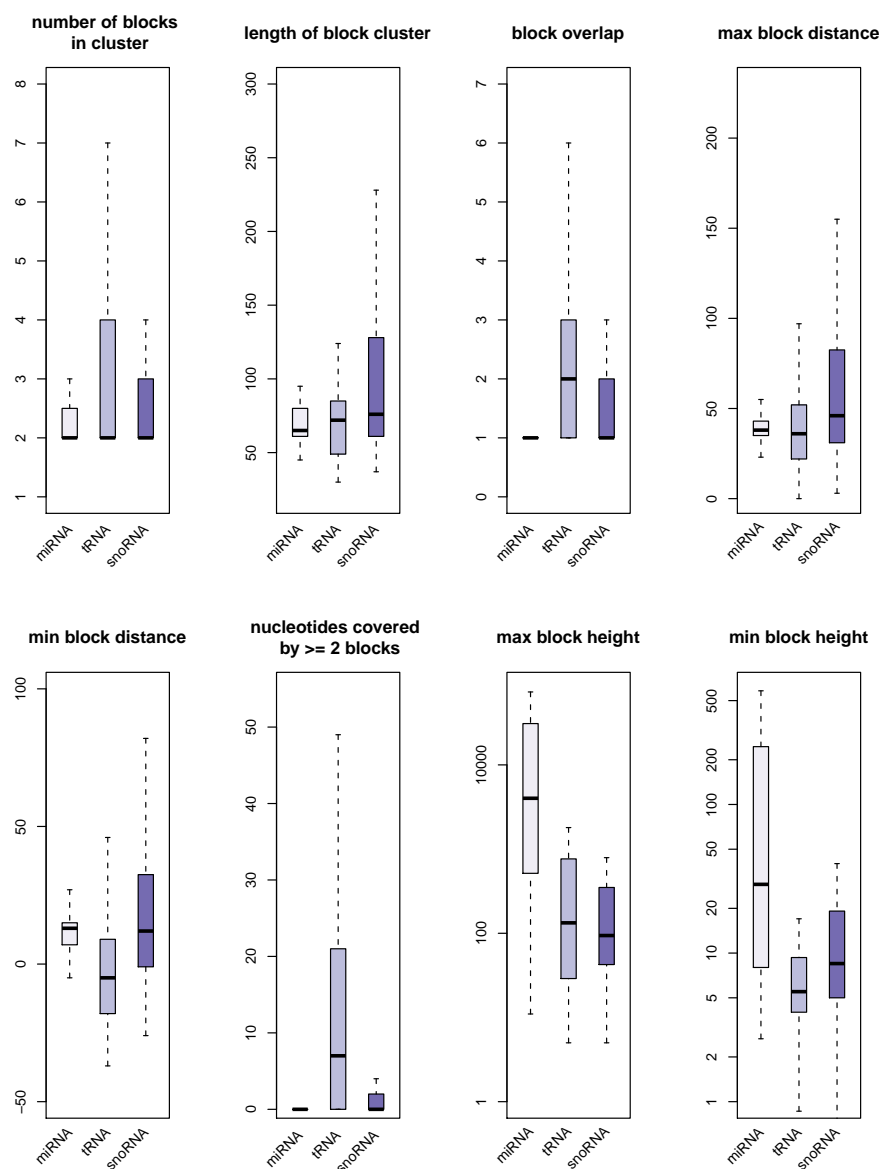 number of blocks
in cluster
8
7
6
5
4
3
2
1
miRNA
tRNA
snoRNA
length of block cluster
300
250
200
150
100
50
miRNA
tRNA
snoRNA
block overlap
7
6
5
4
3
2
1
0
miRNA
tRNA
snoRNA
max block distance
200
150
100
50
0
miRNA
tRNA
snoRNA
min block distance
100
50
0
−50
miRNA
tRNA
snoRNA
nucleotides covered
by >= 2 blocks
50
40
30
20
10
0
miRNA
tRNA
snoRNA
max block height
10000
100
1
miRNA
tRNA
snoRNA
min block height
500
200
100
50
20
10
5
2
1
miRNA
tRNA
snoRNA